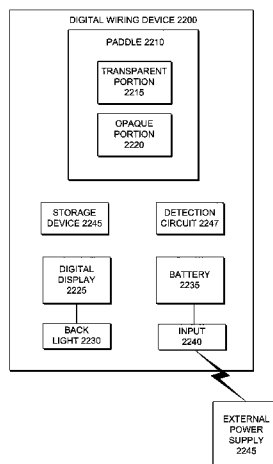 DIGITAL WIRING DEVICE 2200
PADDLE 2210
TRANSPARENT
PORTION
2215
OPAQUE
PORTION
2220
STORAGE
DEVICE 2245
DETECTION
CIRCUIT 2247
DIGITAL
DISPLAY
2225
BATTERY
2235
BACK
LIGHT 2230
INPUT
2240
EXTERNAL
POWER
SUPPLY
2245